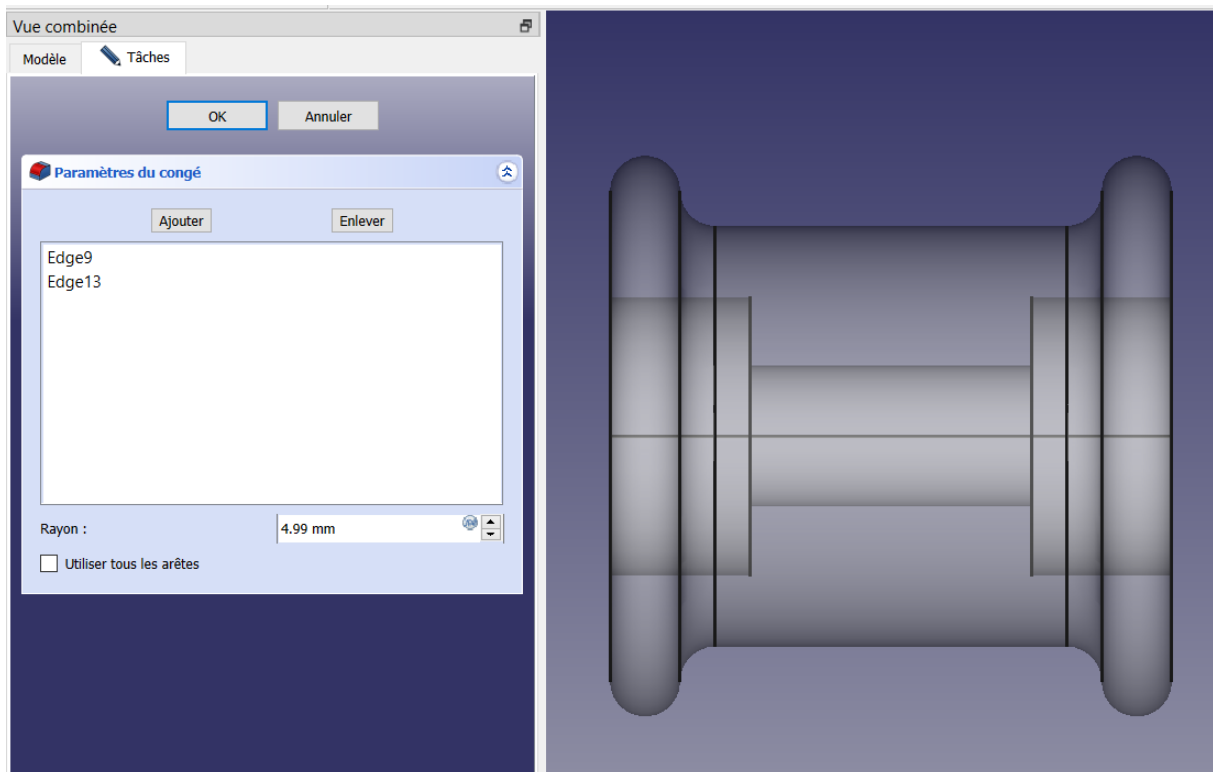 Vue combinée
Modèle
Tâches
OK
Annuler
Paramètres du congé
Ajouter
Enlever
Edge9
Edge13
Rayon :
4.99 mm
Utiliser tous les arêtes